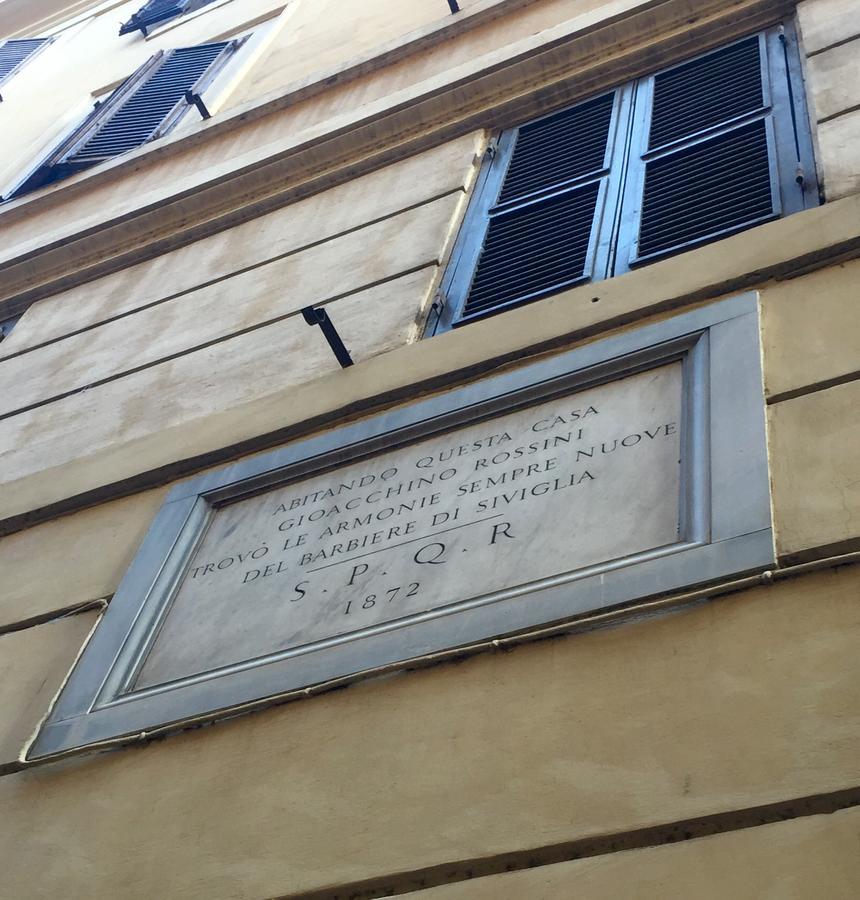 ABITANDO QUESTA CASA
GIOACCHINO ROSSINI
TROVÒ LE ARMONIE SEMPRE NUOVE
DEL BARBIERE DI SIVIGLIA
S. P. Q. R
1872